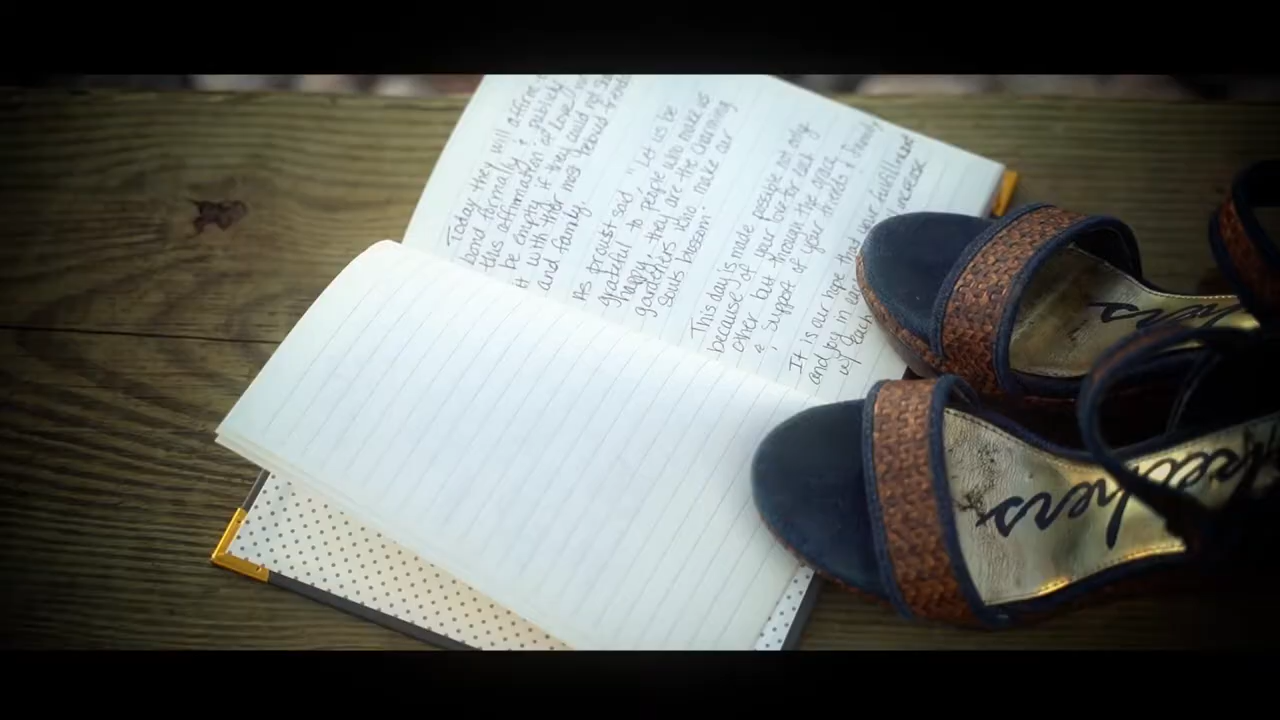 Today they will affirm
bond formally & publicly
this affirmation of love
be empty if they could not
with their most
and family.
As proust said "Let us be
grateful to people who make us
happy, they are the charming
gardeners who make our
Souls blossom.
This day is made possible not only
because of your love for each
other but through the grace
& support of your friends & family.
It is our hope that your fulfillment
and joy in each
w/ each
Skechers
Skechers